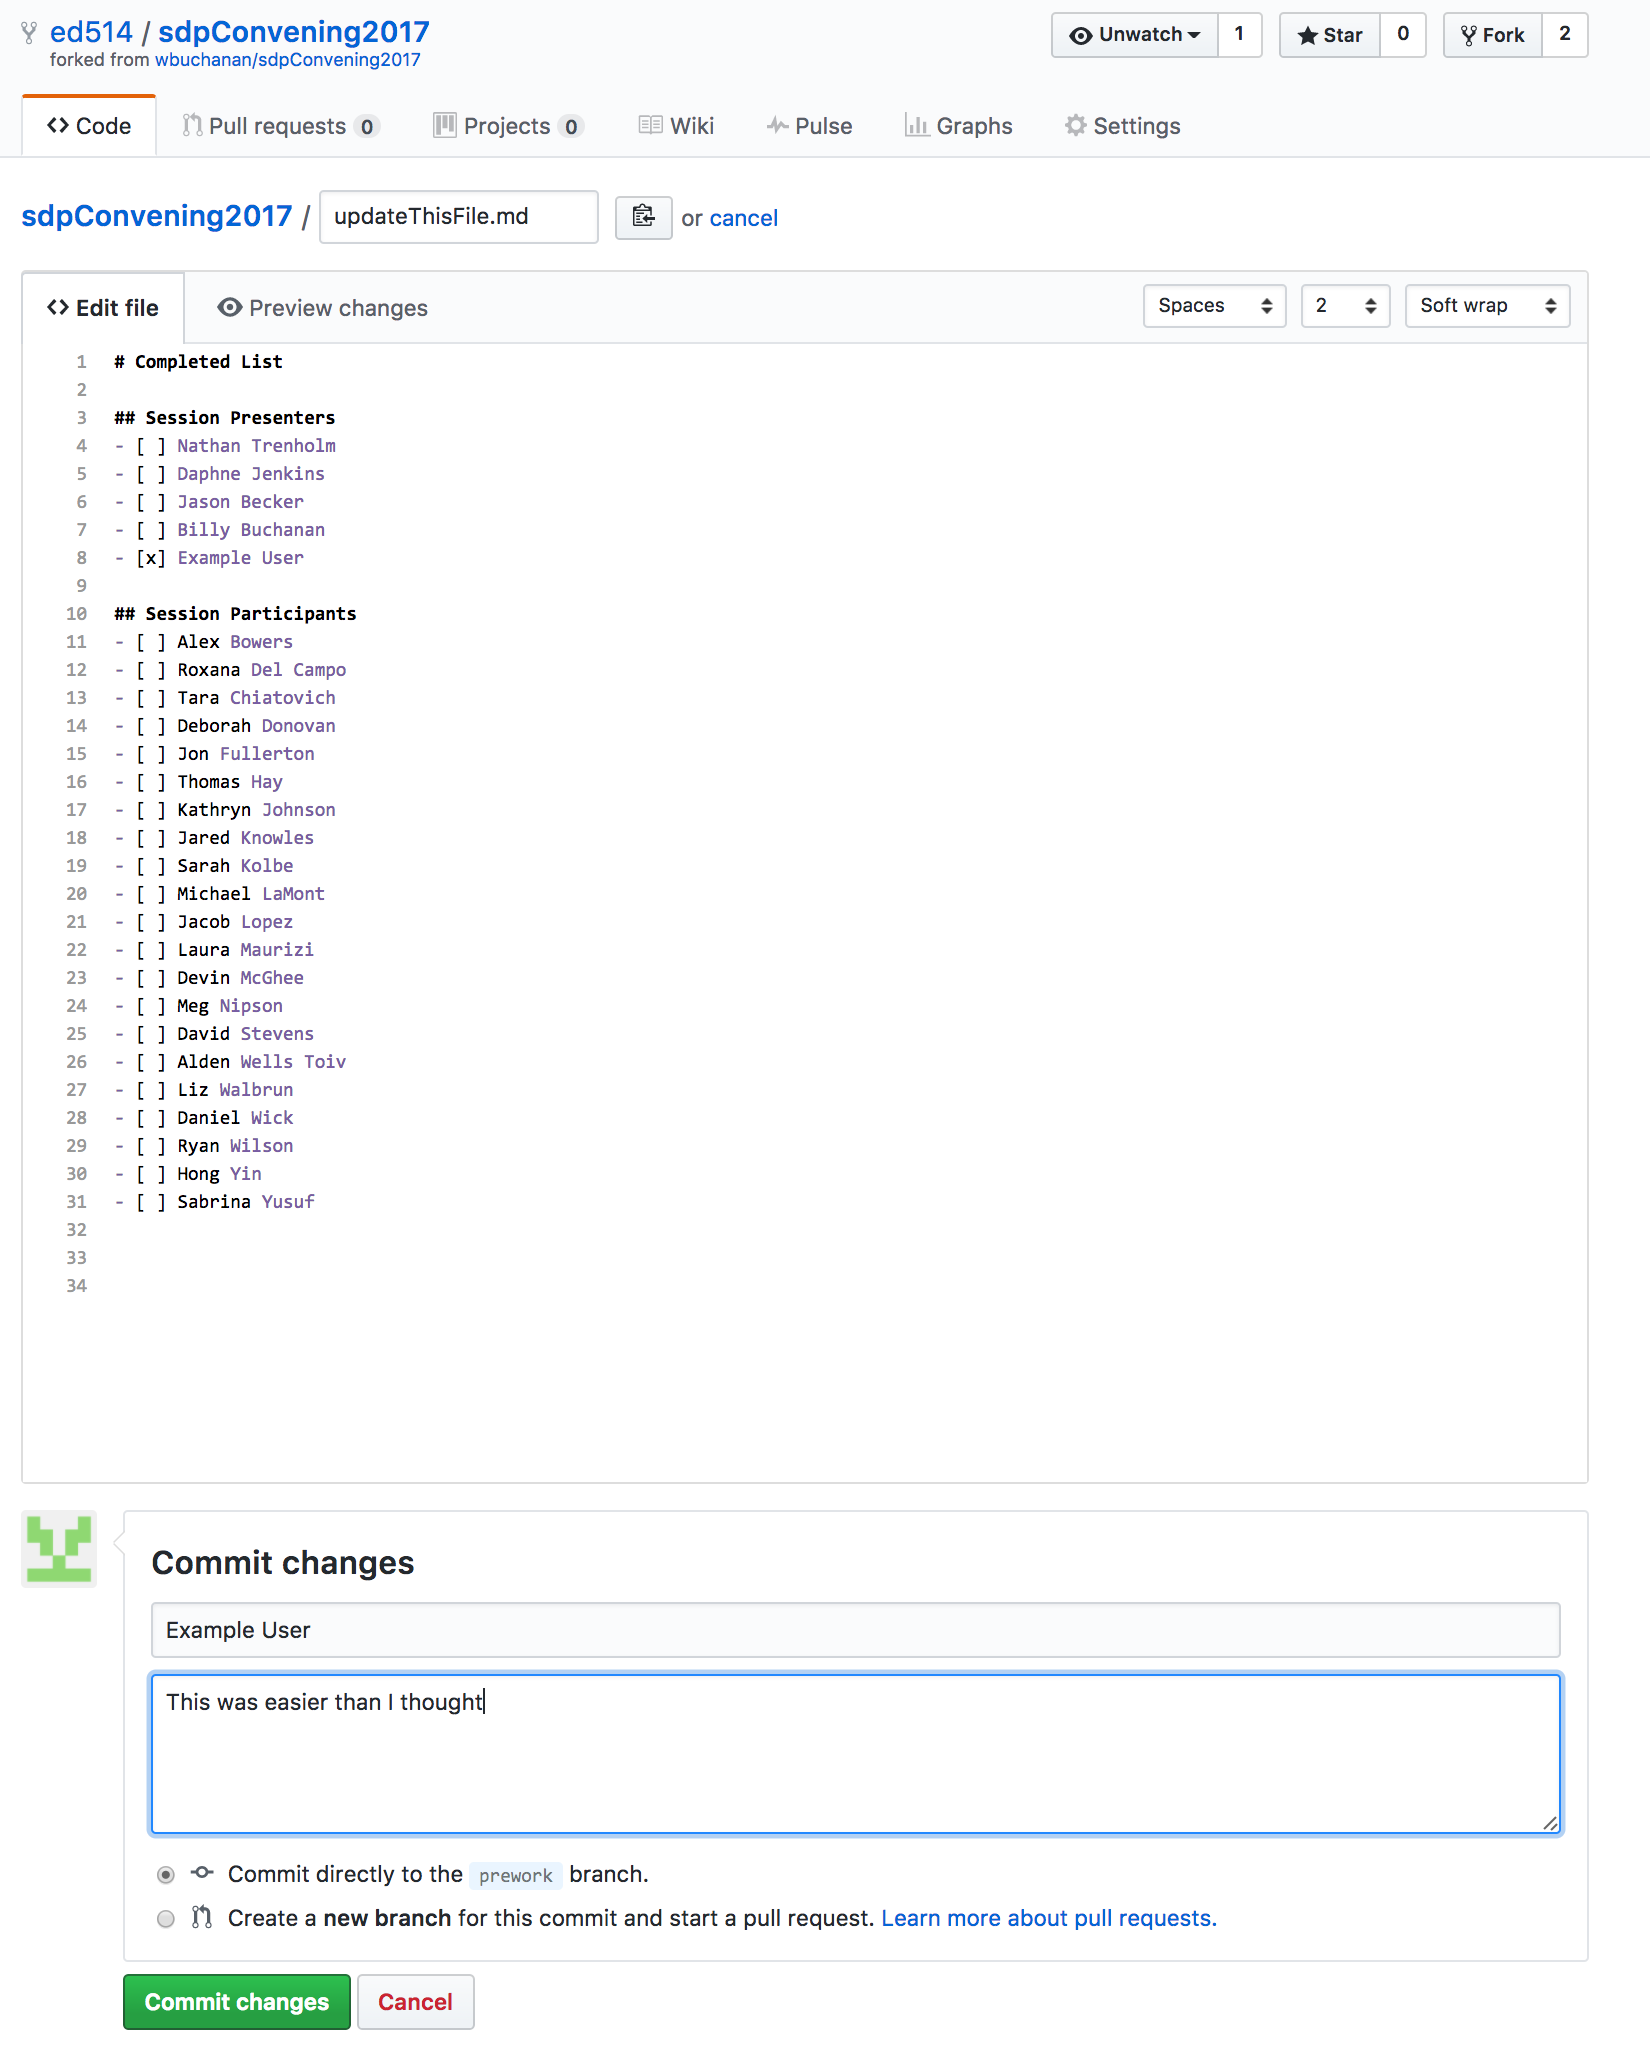 ed514 / sdpConvening2017
forked from wbuchanan/sdpConvening2017
Unwatch 1 Star 0 Fork 2
Code Pull requests 0 Projects 0 Wiki Pulse Graphs Settings
sdpConvening2017 / updateThisFile.md or cancel
Edit file Preview changes Spaces 2 Soft wrap
1 # Completed List
2
3 ## Session Presenters
4 - [ ] Nathan Trenholm
5 - [ ] Daphne Jenkins
6 - [ ] Jason Becker
7 - [ ] Billy Buchanan
8 - [x] Example User
9
10 ## Session Participants
11 - [ ] Alex Bowers
12 - [ ] Roxana Del Campo
13 - [ ] Tara Chiatovich
14 - [ ] Deborah Donovan
15 - [ ] Jon Fullerton
16 - [ ] Thomas Hay
17 - [ ] Kathryn Johnson
18 - [ ] Jared Knowles
19 - [ ] Sarah Kolbe
20 - [ ] Michael LaMont
21 - [ ] Jacob Lopez
22 - [ ] Laura Maurizi
23 - [ ] Devin McGhee
24 - [ ] Meg Nipson
25 - [ ] David Stevens
26 - [ ] Alden Wells Toiv
27 - [ ] Liz Walbrun
28 - [ ] Daniel Wick
29 - [ ] Ryan Wilson
30 - [ ] Hong Yin
31 - [ ] Sabrina Yusuf
32
33
34
Commit changes
Example User
This was easier than I thought
Commit directly to the prework branch.
Create a new branch for this commit and start a pull request. Learn more about pull requests.
Commit changes Cancel